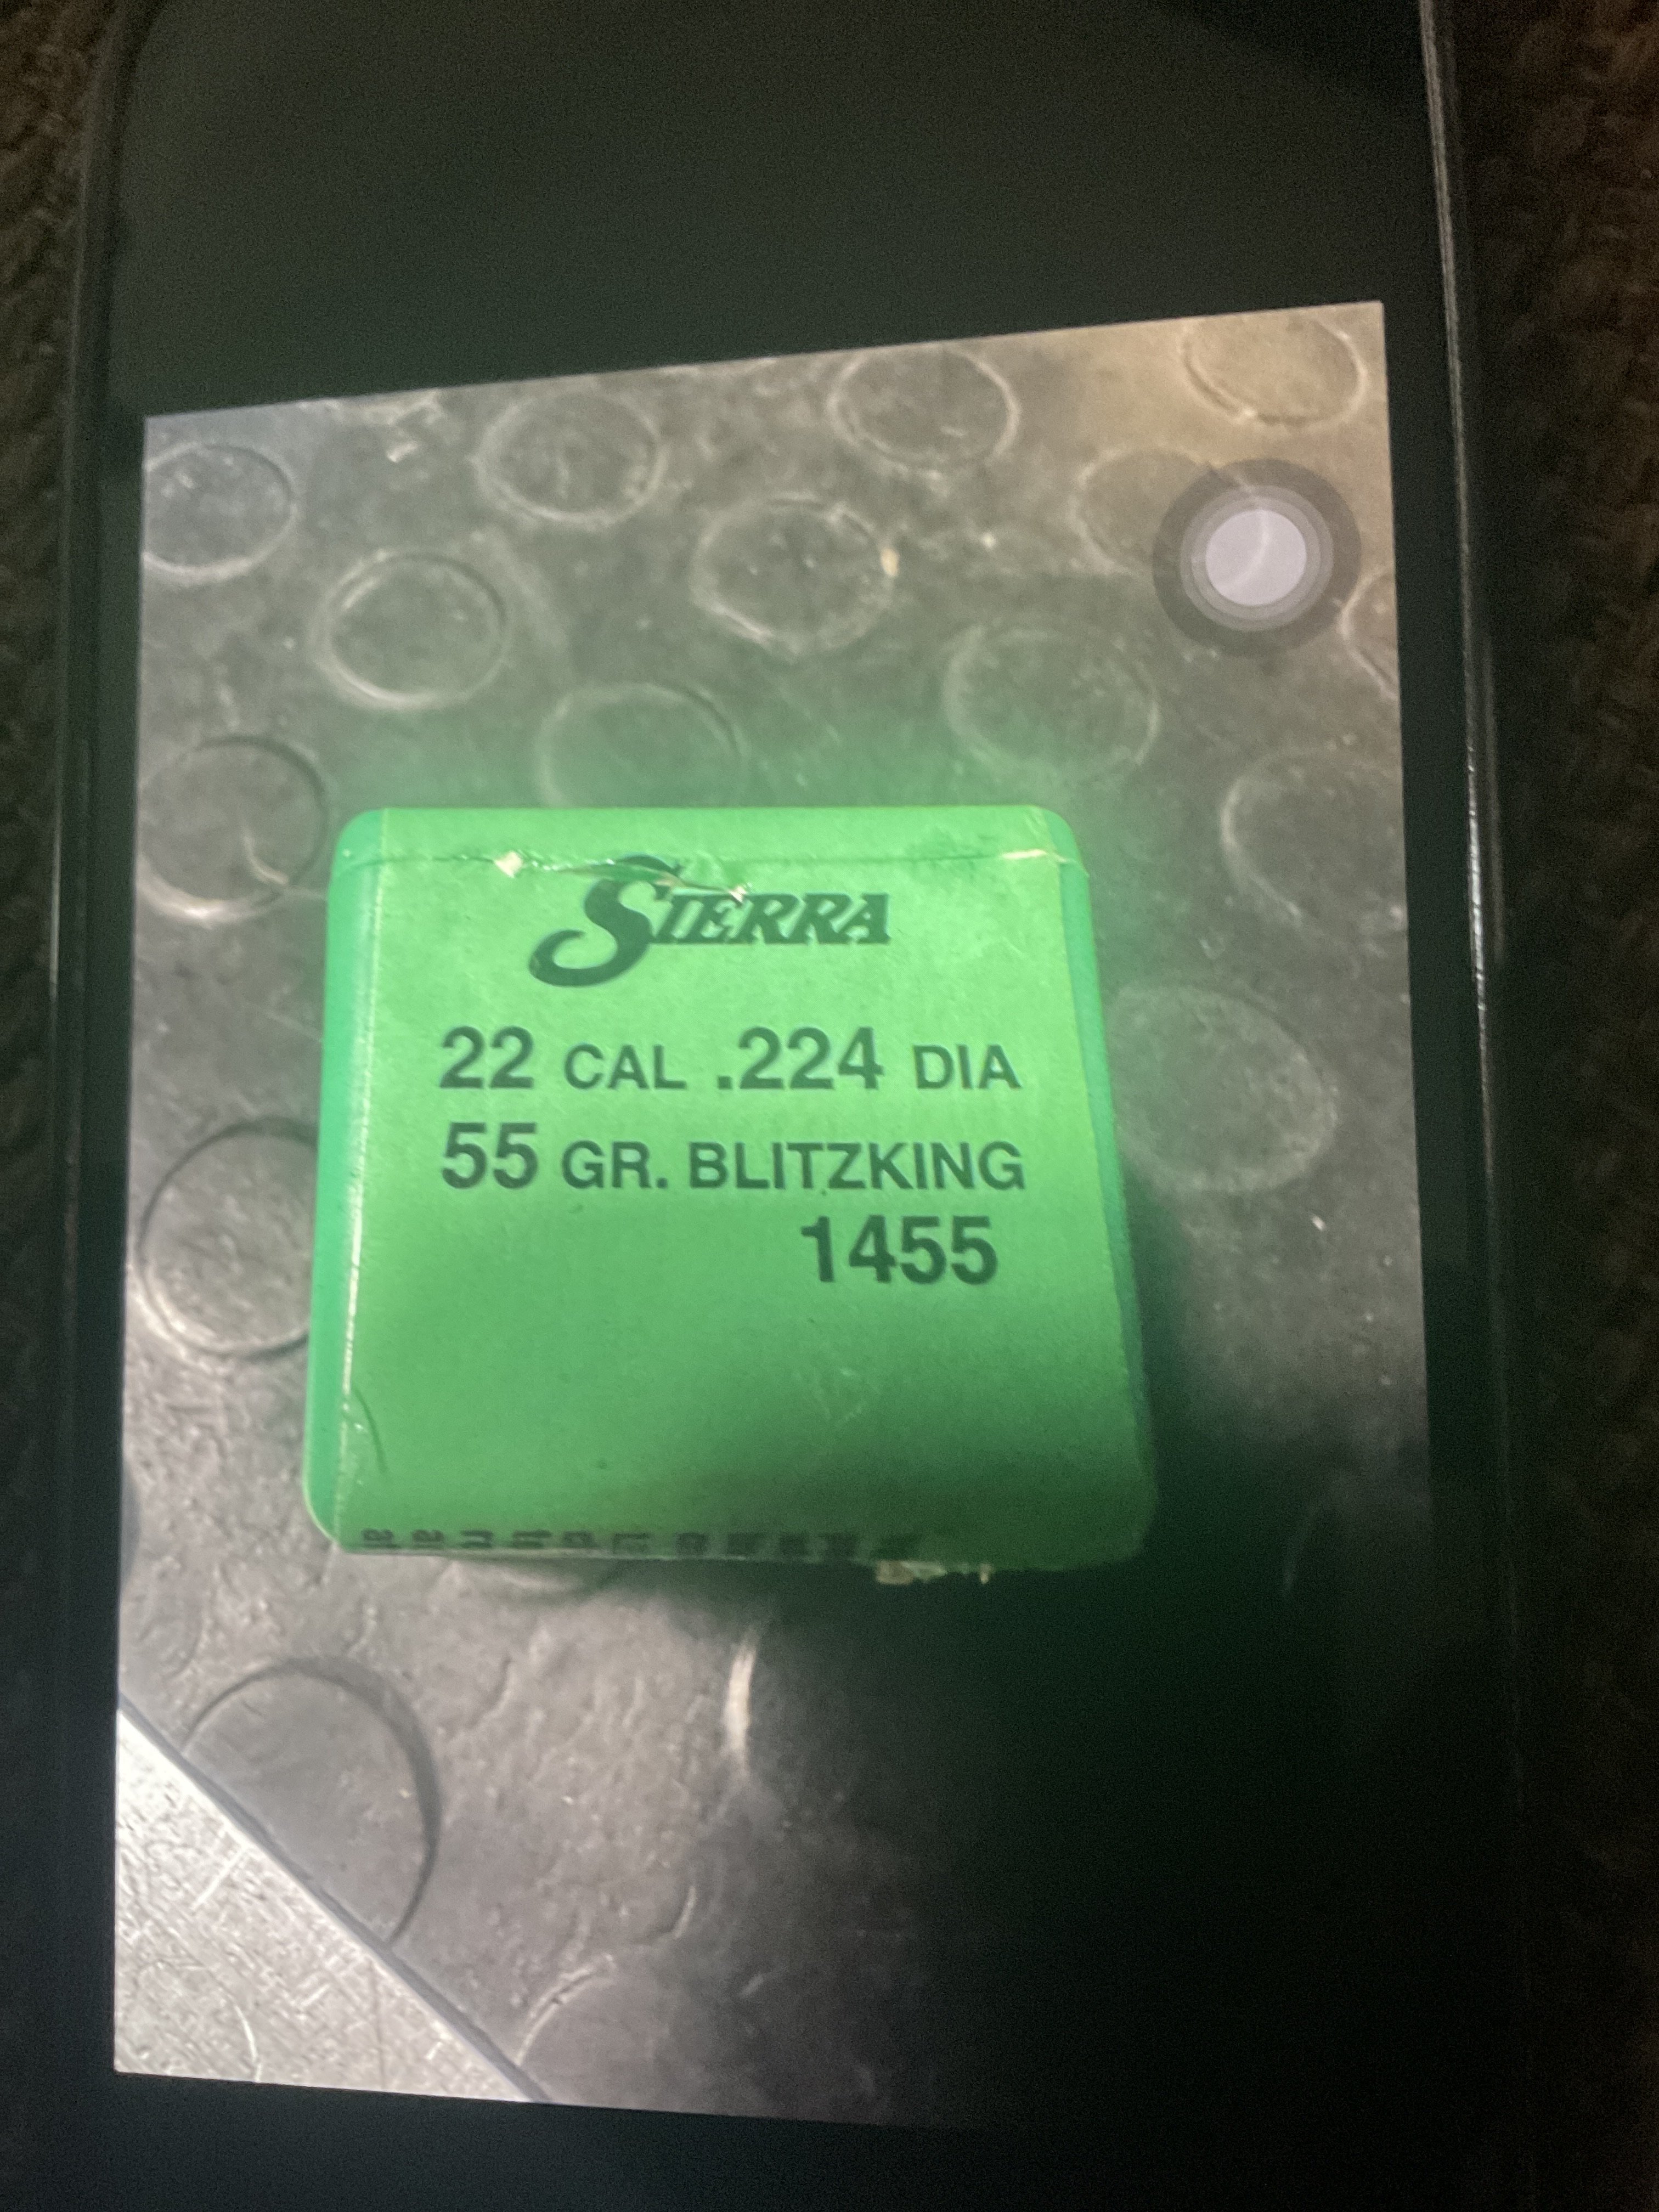 SIERRA
22 CAL .224 DIA
55 GR. BLITZKING
1455